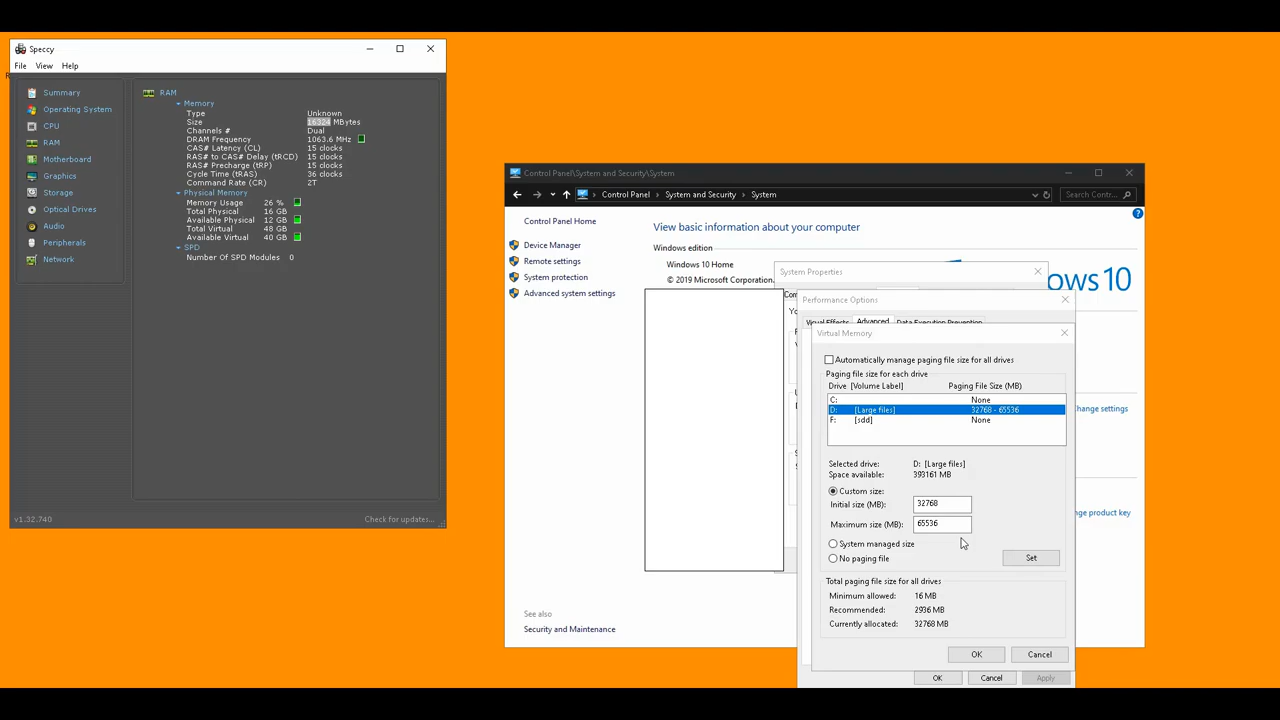 Speccy
File View Help
Summary
Operating System
CPU
RAM
Motherboard
Graphics
Storage
Optical Drives
Audio
Peripherals
Network
RAM
Memory
Type Unknown
Size 16324 MBytes
Channels # Dual
DRAM Frequency 1063.6 MHz
CAS# Latency (CL) 15 clocks
RAS# to CAS# Delay (tRCD) 15 clocks
RAS# Precharge (tRP) 15 clocks
Cycle Time (tRAS) 36 clocks
Command Rate (CR) 2T
Physical Memory
Memory Usage 26 %
Total Physical 16 GB
Available Physical 12 GB
Total Virtual 48 GB
Available Virtual 40 GB
SPD
Number Of SPD Modules 0
v1.32.740 Check for updates...
Control Panel\System and Security\System
Control Panel System and Security System Search Contr...
Control Panel Home
Device Manager
Remote settings
System protection
Advanced system settings
See also
Security and Maintenance
View basic information about your computer
Windows edition
Windows 10 Home
© 2019 Microsoft Corporation.
ows 10
Change settings
nge product key
System Properties
Com
Yo
Performance Options
Visual Effects Advanced Data Execution Prevention
Virtual Memory
Automatically manage paging file size for all drives
Paging file size for each drive
Drive [Volume Label] Paging File Size (MB)
C: None
D: [Large files] 32768 - 65536
F: [sdd] None
Selected drive: D: [Large files]
Space available: 393161 MB
Custom size:
Initial size (MB): 32768
Maximum size (MB): 65536
System managed size
No paging file
Set
Total paging file size for all drives
Minimum allowed: 16 MB
Recommended: 2936 MB
Currently allocated: 32768 MB
OK Cancel
OK Cancel Apply